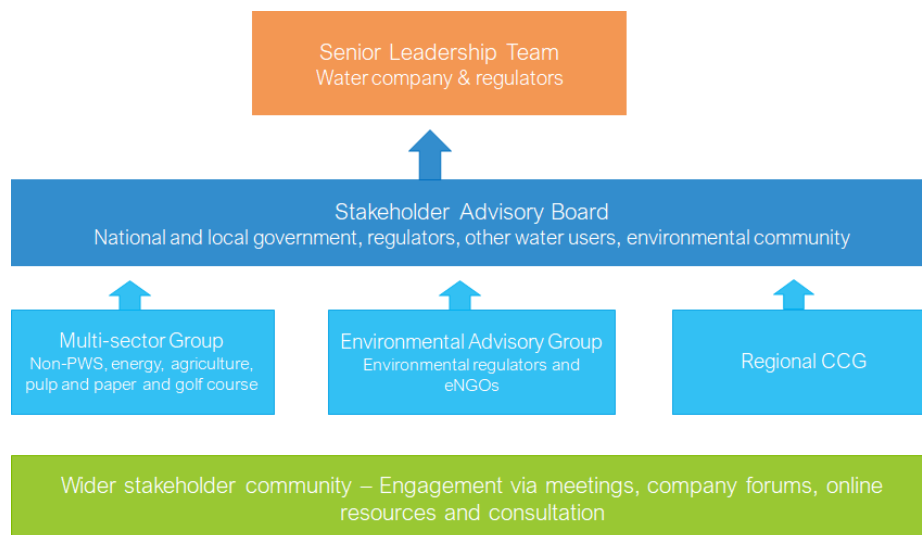 Senior Leadership Team
Water company & regulators
Stakeholder Advisory Board
National and local government, regulators, other water users, environmental community
Multi-sector Group
Non-PWS, energy, agriculture,
pulp and paper and golf course
Environmental Advisory Group
Environmental regulators and
eNGOs
Regional CCG
Wider stakeholder community – Engagement via meetings, company forums, online
resources and consultation